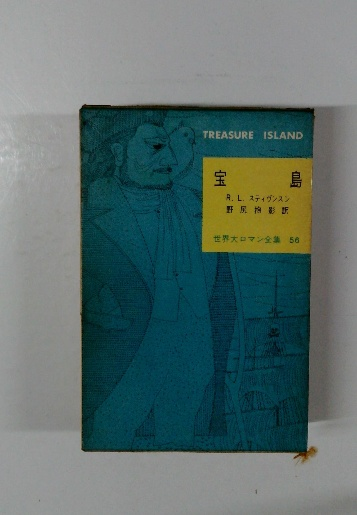 TREASURE ISLAND
宝島
R. L. スティヴンスン
野尻抱影訳
世界大ロマン全集 56